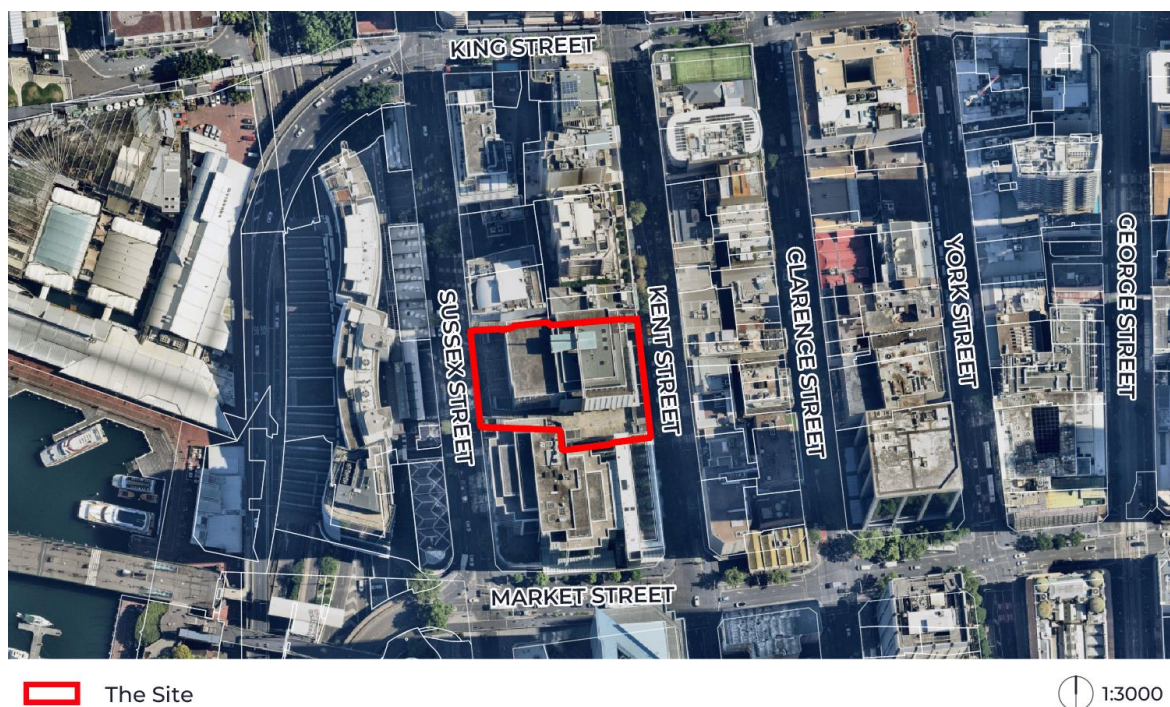 KING STREET
SUSSEX STREET
KENT STREET
CLARENCE STREET
YORK STREET
GEORGE STREET
MARKET STREET
The Site
1:3000